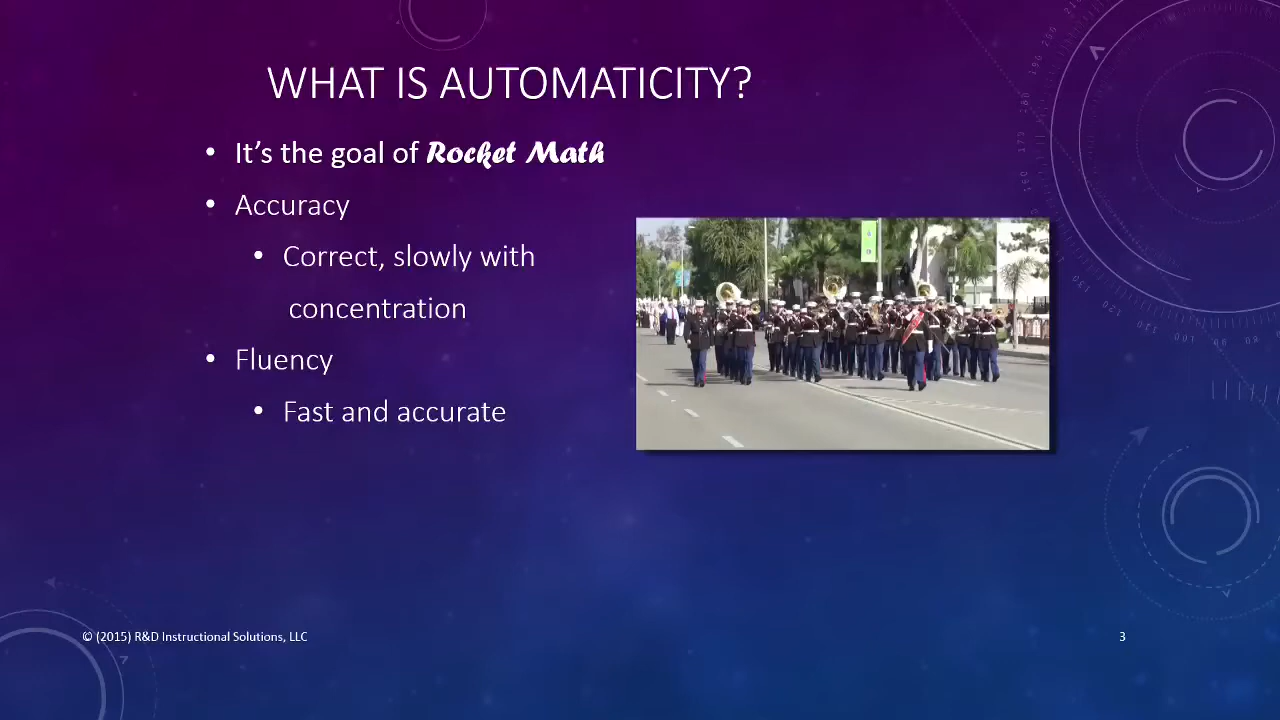 WHAT IS AUTOMATICITY?
• It’s the goal of Rocket Math
• Accuracy
• Correct, slowly with
concentration
• Fluency
• Fast and accurate
© (2015) R&D Instructional Solutions, LLC
3